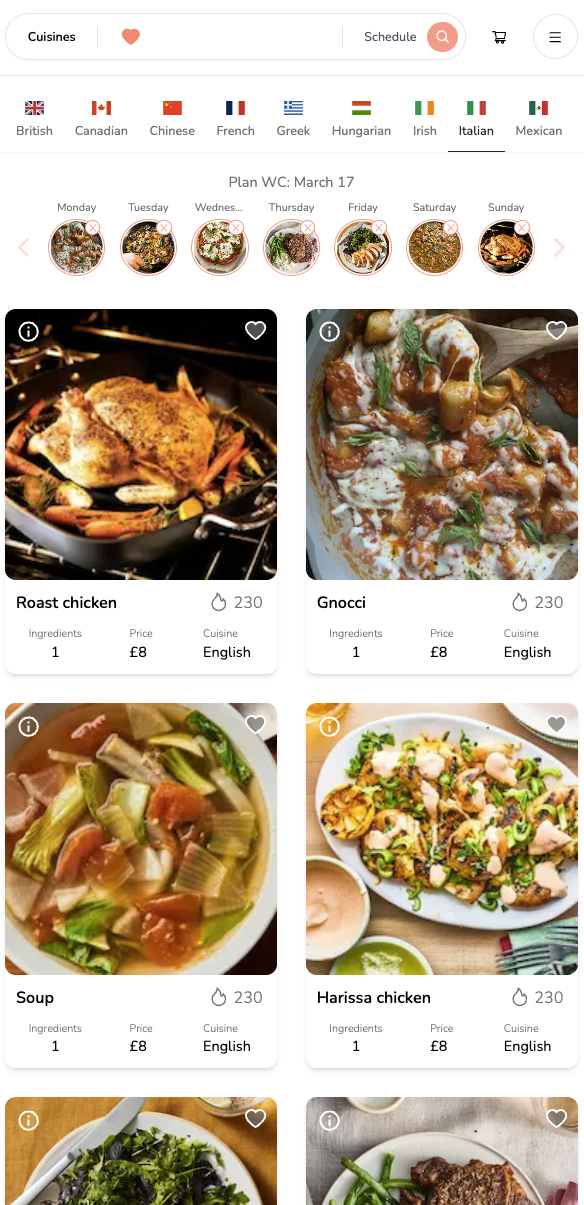 Cuisines Schedule
British Canadian Chinese French Greek Hungarian Irish Italian Mexican
Plan WC: March 17
Monday Tuesday Wednes... Thursday Friday Saturday Sunday
Roast chicken 230
Ingredients Price Cuisine
1 £8 English
Gnocci 230
Ingredients Price Cuisine
1 £8 English
Soup 230
Ingredients Price Cuisine
1 £8 English
Harissa chicken 230
Ingredients Price Cuisine
1 £8 English